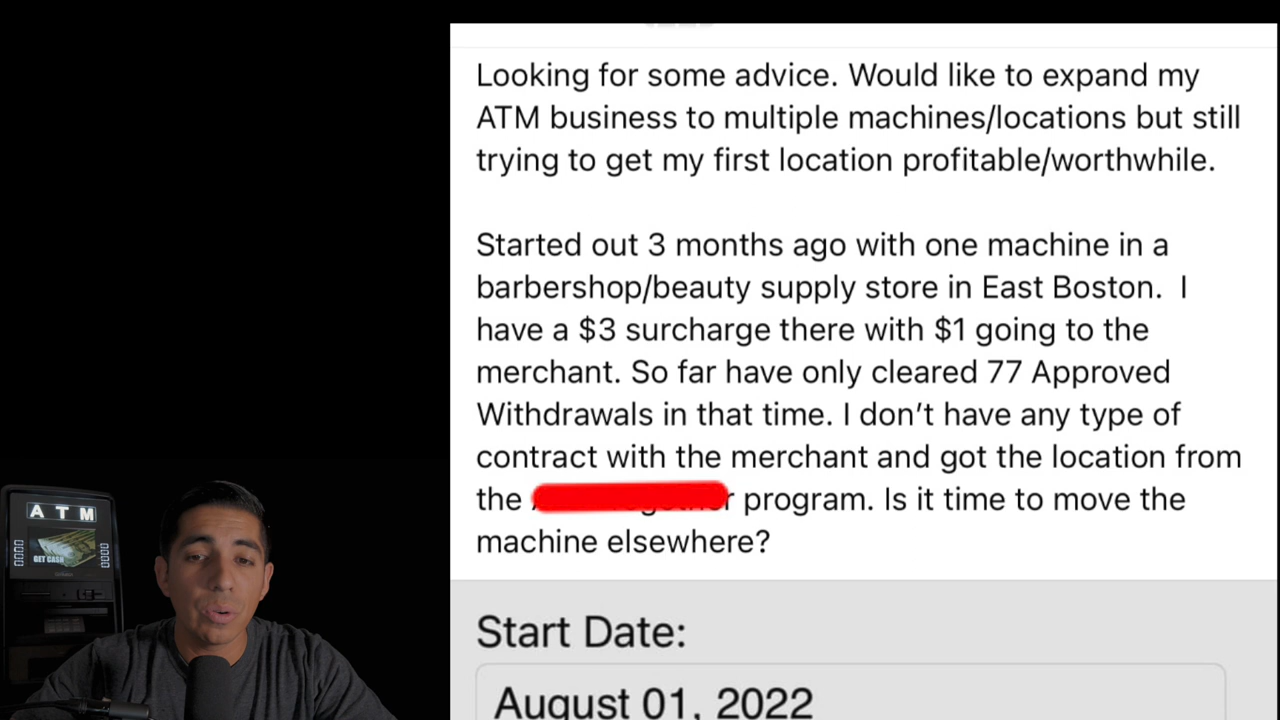 Looking for some advice. Would like to expand my
ATM business to multiple machines/locations but still
trying to get my first location profitable/worthwhile.
Started out 3 months ago with one machine in a
barbershop/beauty supply store in East Boston. I
have a $3 surcharge there with $1 going to the
merchant. So far have only cleared 77 Approved
Withdrawals in that time. I don't have any type of
contract with the merchant and got the location from
the program. Is it time to move the
machine elsewhere?
Start Date:
August 01, 2022
ATM
GET CASH